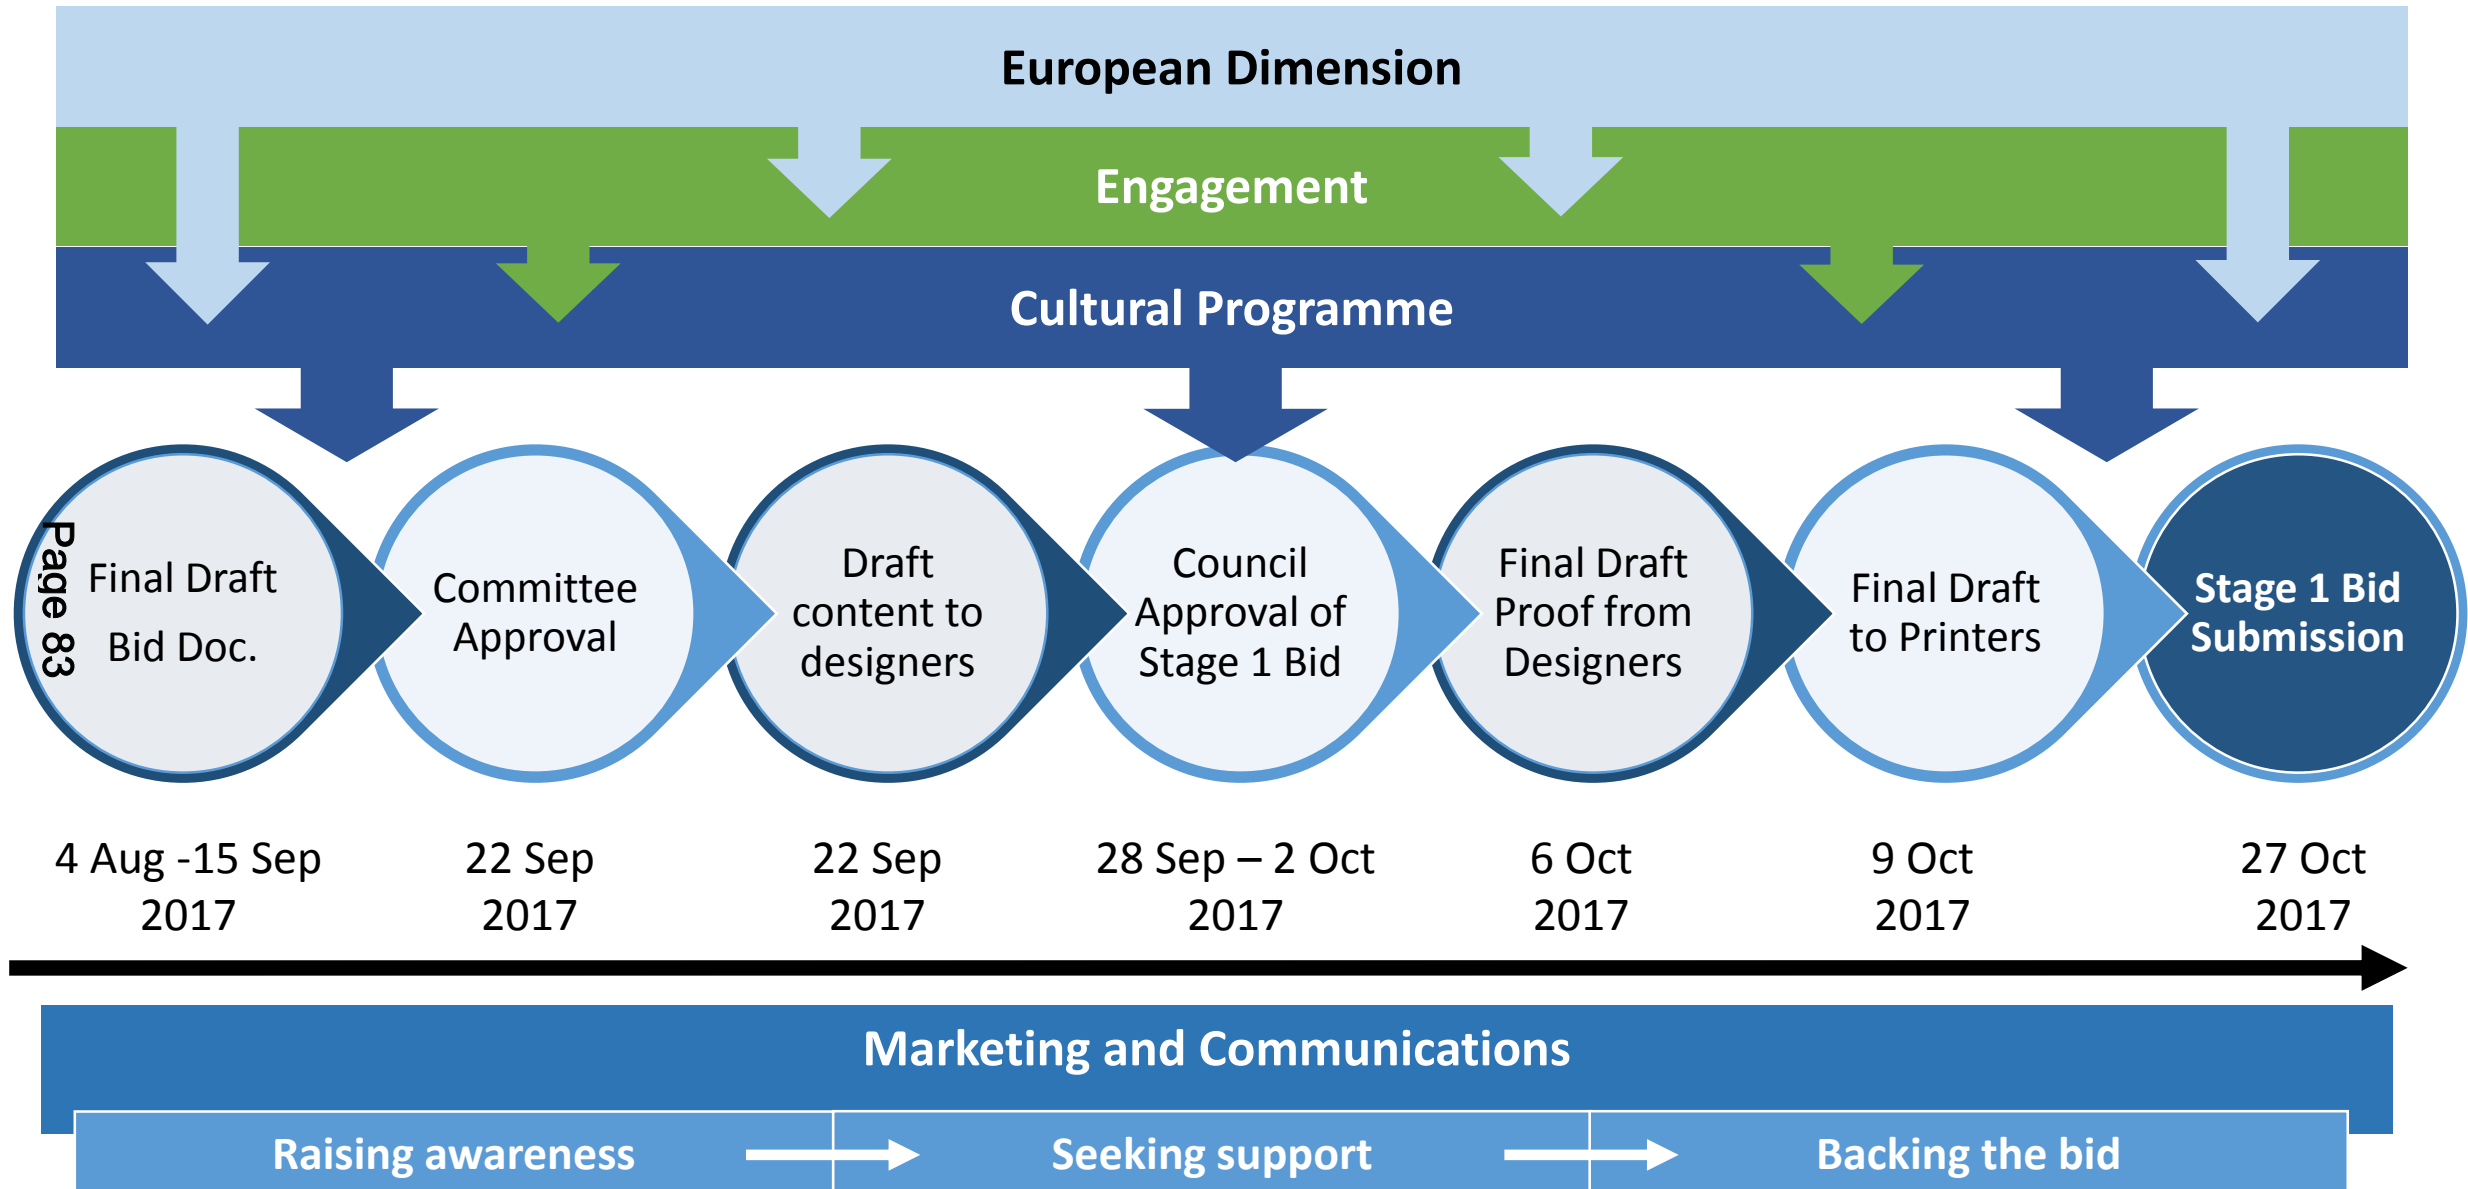 European Dimension
Engagement
Cultural Programme
Page 83
Final Draft
Bid Doc.
Committee
Approval
Draft
content to
designers
Council
Approval of
Stage 1 Bid
Final Draft
Proof from
Designers
Final Draft
to Printers
Stage 1 Bid
Submission
4 Aug -15 Sep
2017
22 Sep
2017
22 Sep
2017
28 Sep – 2 Oct
2017
6 Oct
2017
9 Oct
2017
27 Oct
2017
Marketing and Communications
Raising awareness
Seeking support
Backing the bid